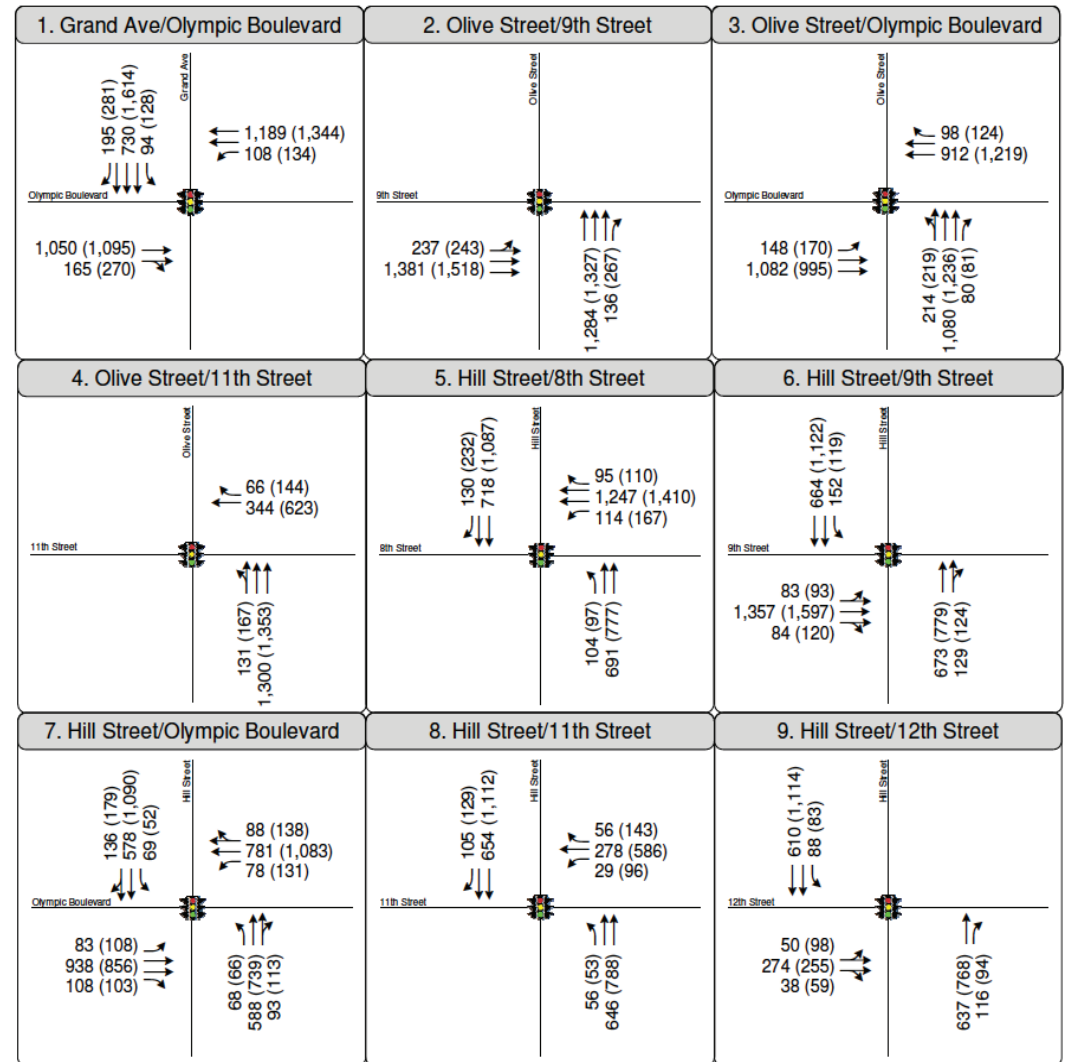 1. Grand Ave/Olympic Boulevard
195 (281)
730 (1,614)
94 (128)
Grand Ave
1,189 (1,344)
108 (134)
Olympic Boulevard
1,050 (1,095)
165 (270)
2. Olive Street/9th Street
Olive Street
9th Street
237 (243)
1,381 (1,518)
1,284 (1,327)
136 (267)
3. Olive Street/Olympic Boulevard
Olive Street
98 (124)
912 (1,219)
Olympic Boulevard
148 (170)
1,082 (995)
214 (219)
1,080 (1,236)
80 (81)
4. Olive Street/11th Street
Olive Street
66 (144)
344 (623)
11th Street
131 (167)
1,300 (1,353)
5. Hill Street/8th Street
130 (232)
718 (1,087)
Hill Street
95 (110)
1,247 (1,410)
114 (167)
8th Street
104 (97)
691 (777)
6. Hill Street/9th Street
664 (1,122)
152 (119)
Hill Street
9th Street
83 (93)
1,357 (1,597)
84 (120)
673 (779)
129 (124)
7. Hill Street/Olympic Boulevard
136 (179)
578 (1,090)
69 (52)
Hill Street
88 (138)
781 (1,083)
78 (131)
Olympic Boulevard
83 (108)
938 (856)
108 (103)
68 (66)
588 (739)
93 (113)
8. Hill Street/11th Street
105 (129)
654 (1,112)
Hill Street
56 (143)
278 (586)
29 (96)
11th Street
56 (53)
646 (788)
9. Hill Street/12th Street
610 (1,114)
88 (83)
Hill Street
12th Street
50 (98)
274 (255)
38 (59)
637 (768)
116 (94)